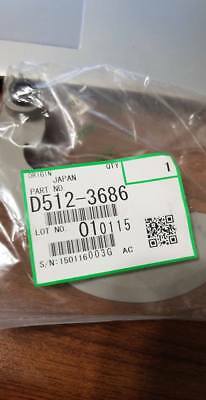 ORIGIN QTY
JAPAN 1
PART NO.
D512-3686
LOT NO. 010115
S/N:150116003G AC